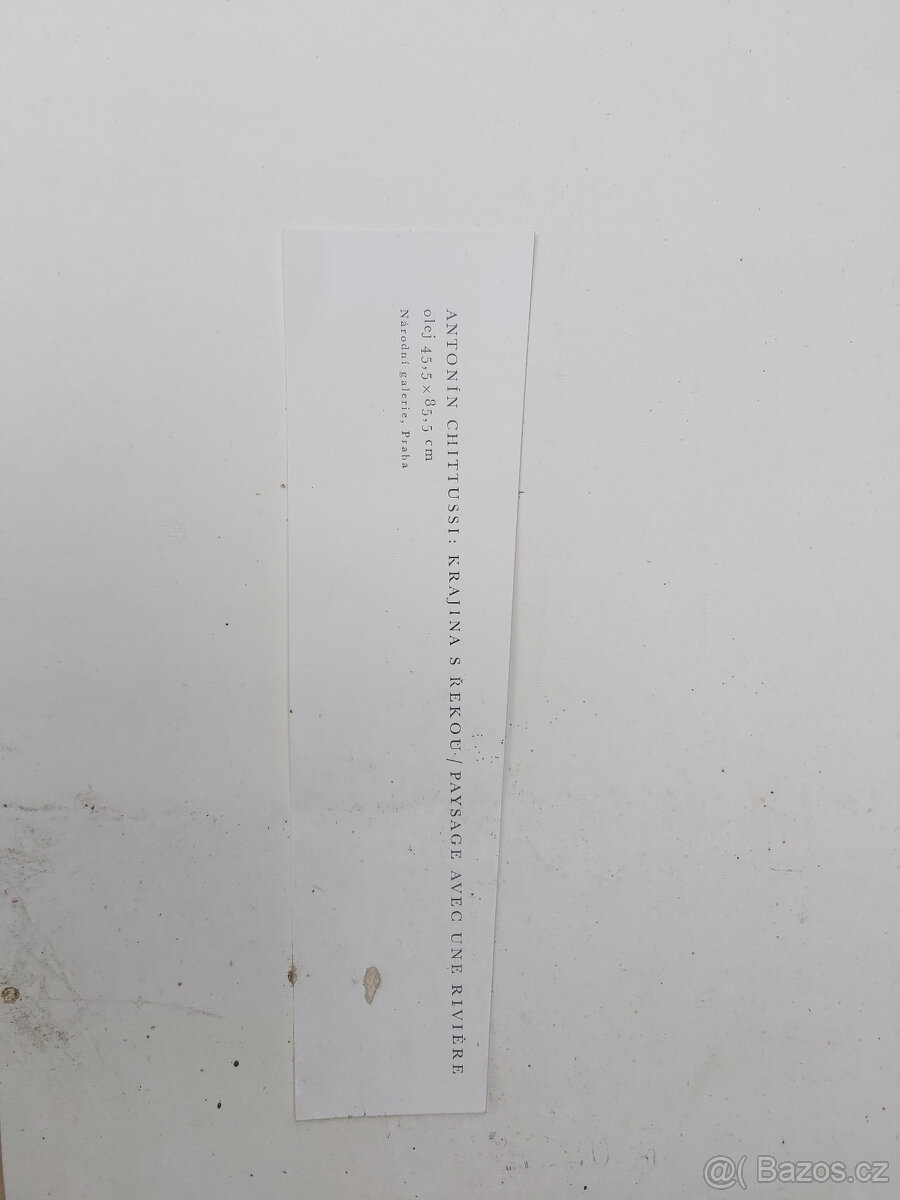 ANTONÍN CHITTUSSI: KRAJINA S ŘEKOU / PAYSAGE AVEC UNE RIVIÈRE
olej 45,5 × 85,5 cm
Národní galerie, Praha
@( Bazos.cz